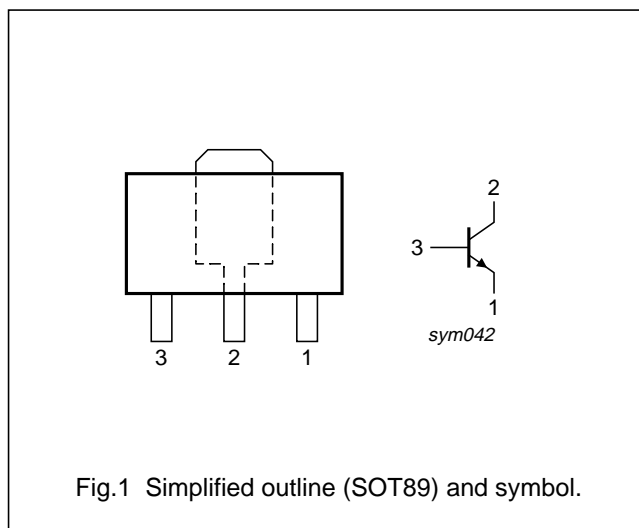 2
3
1
sym042
3 2 1
Fig.1 Simplified outline (SOT89) and symbol.